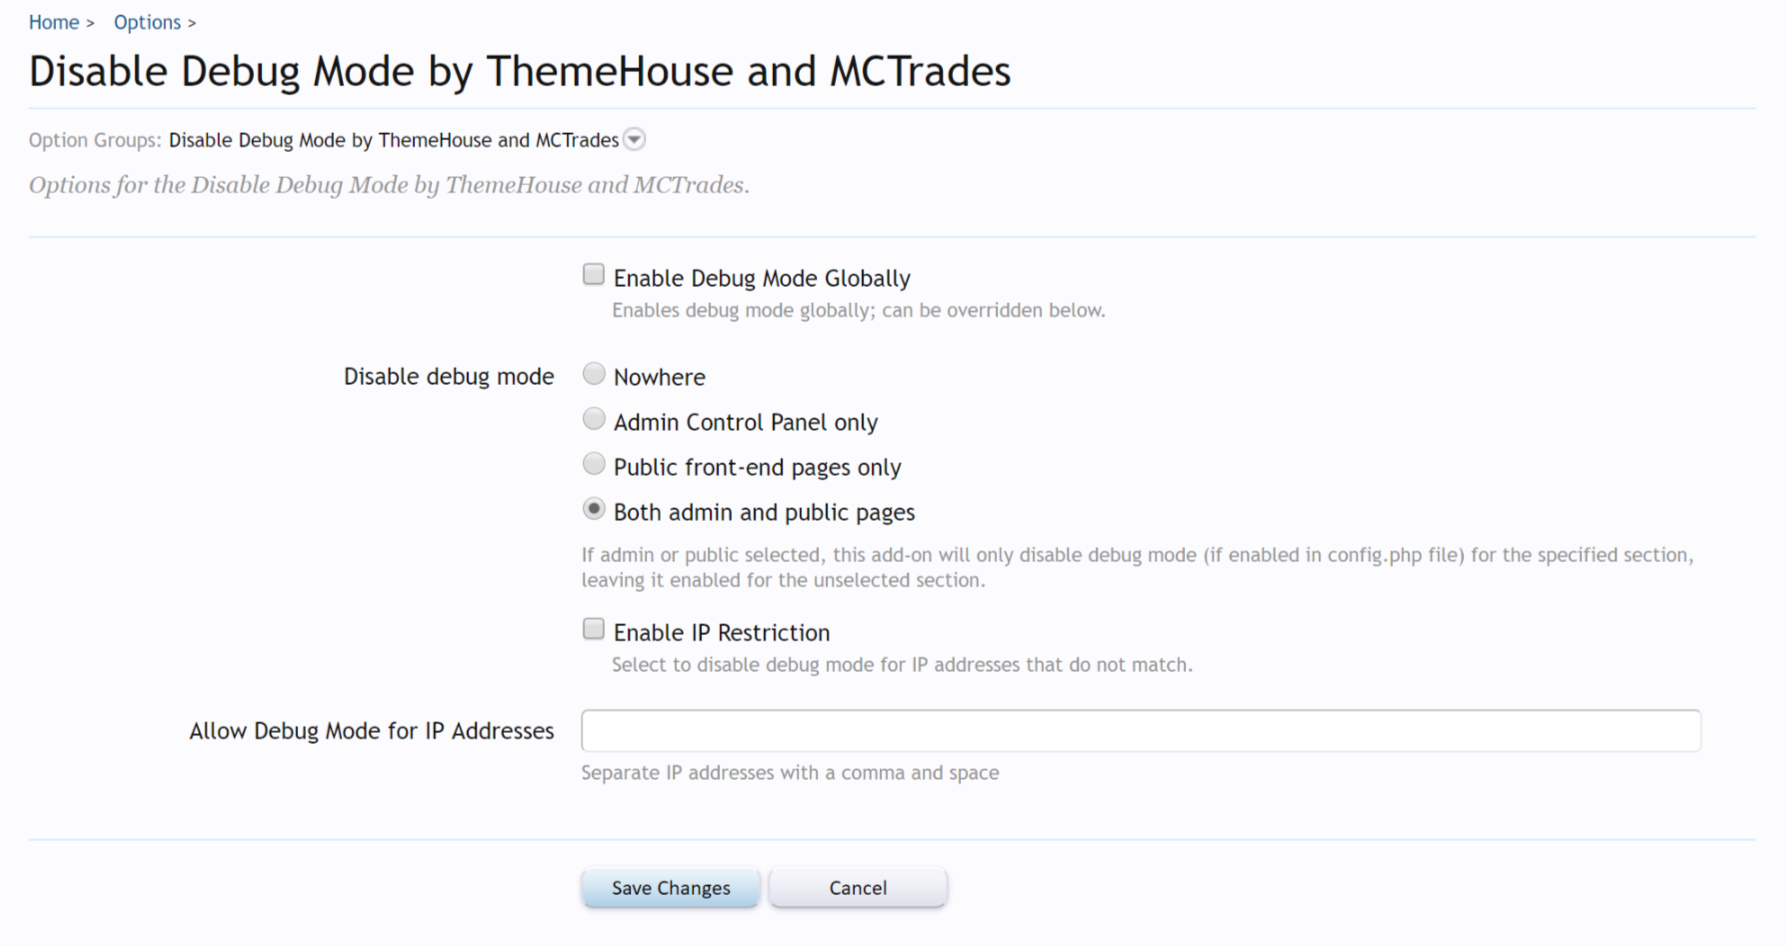 Home > Options >
Disable Debug Mode by ThemeHouse and MCTrades
Option Groups: Disable Debug Mode by ThemeHouse and MCTrades
Options for the Disable Debug Mode by ThemeHouse and MCTrades.
Enable Debug Mode Globally
Enables debug mode globally; can be overridden below.
Disable debug mode
Nowhere
Admin Control Panel only
Public front-end pages only
Both admin and public pages
If admin or public selected, this add-on will only disable debug mode (if enabled in config.php file) for the specified section,
leaving it enabled for the unselected section.
Enable IP Restriction
Select to disable debug mode for IP addresses that do not match.
Allow Debug Mode for IP Addresses
Separate IP addresses with a comma and space
Save Changes Cancel